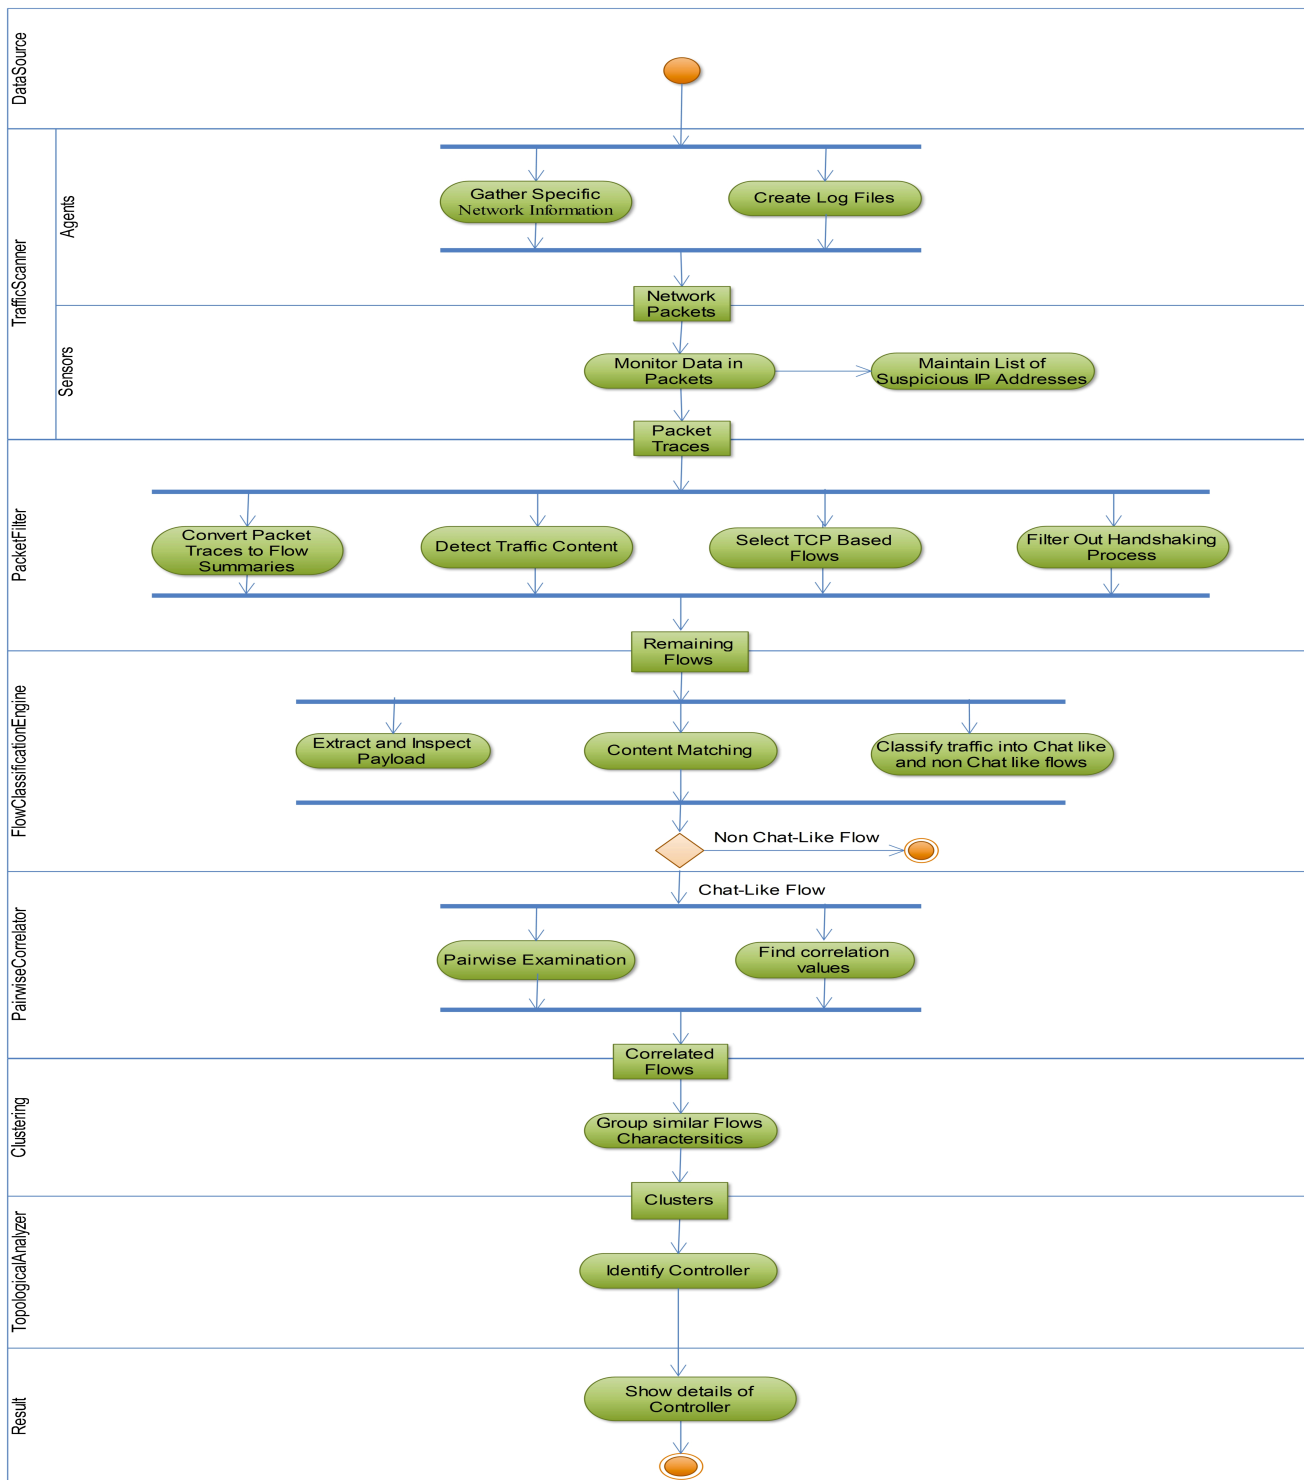 DataSource
TrafficScanner
Agents
Gather Specific
Network Information
Create Log Files
Network
Packets
Sensors
Monitor Data in
Packets
Maintain List of
Suspicious IP Addresses
Packet
Traces
PacketFilter
Convert Packet
Traces to Flow
Summaries
Detect Traffic Content
Select TCP Based
Flows
Filter Out Handshaking
Process
Remaining
Flows
FlowClassificationEngine
Extract and Inspect
Payload
Content Matching
Classify traffic into Chat like
and non Chat like flows
Non Chat-Like Flow
Chat-Like Flow
PairwiseCorrelator
Pairwise Examination
Find correlation
values
Correlated
Flows
Clustering
Group similar Flows
Charactersitics
Clusters
TopologicalAnalyzer
Identify Controller
Result
Show details of
Controller